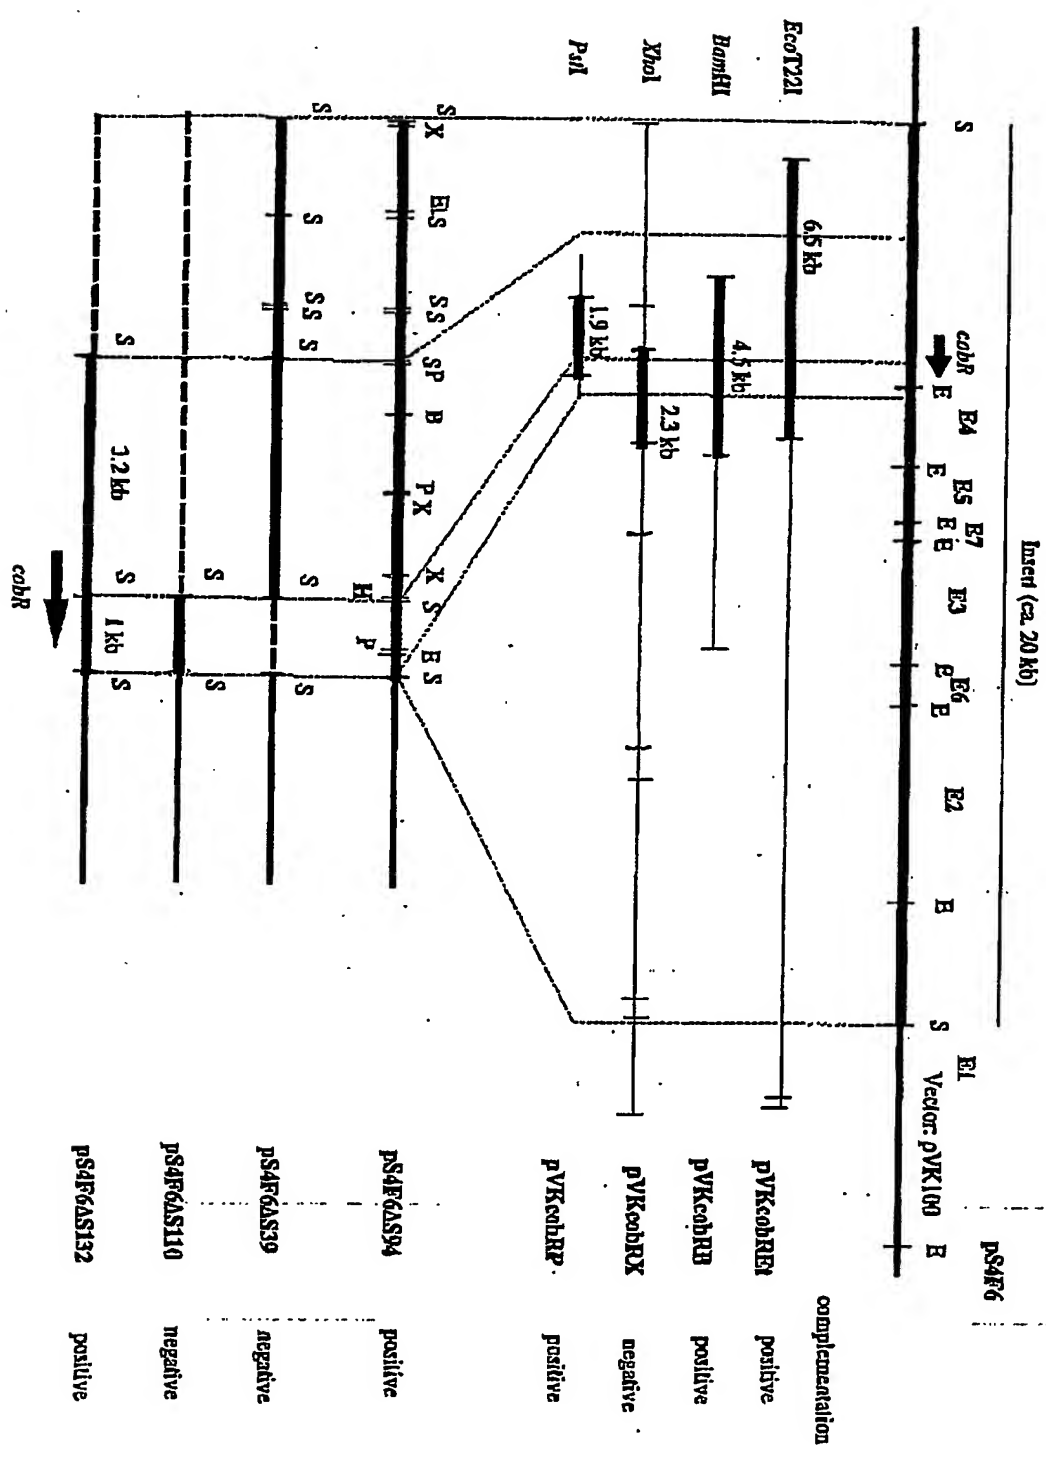 pS4F6
Insert (ca. 20 kb)
E1
Vector: pVK100
cobR
S E E4 E E5 E E7 E E3 E E6 E E2 E S E
complementation
EcoT22I 6.5 kb pVKcobREt positive
BamHI 4.5 kb pVKcobRB positive
XhoI 2.3 kb pVKcobRX negative
PstI 1.9 kb pVKcobRP positive
S X E S S S S P B P X X S E S
H P
pS4F6ΔS94 positive
S S S S S S S
pS4F6ΔS39 negative
S S
pS4F6ΔS110 negative
S S S
3.2 kb 1 kb
pS4F6ΔS132 positive
cobR